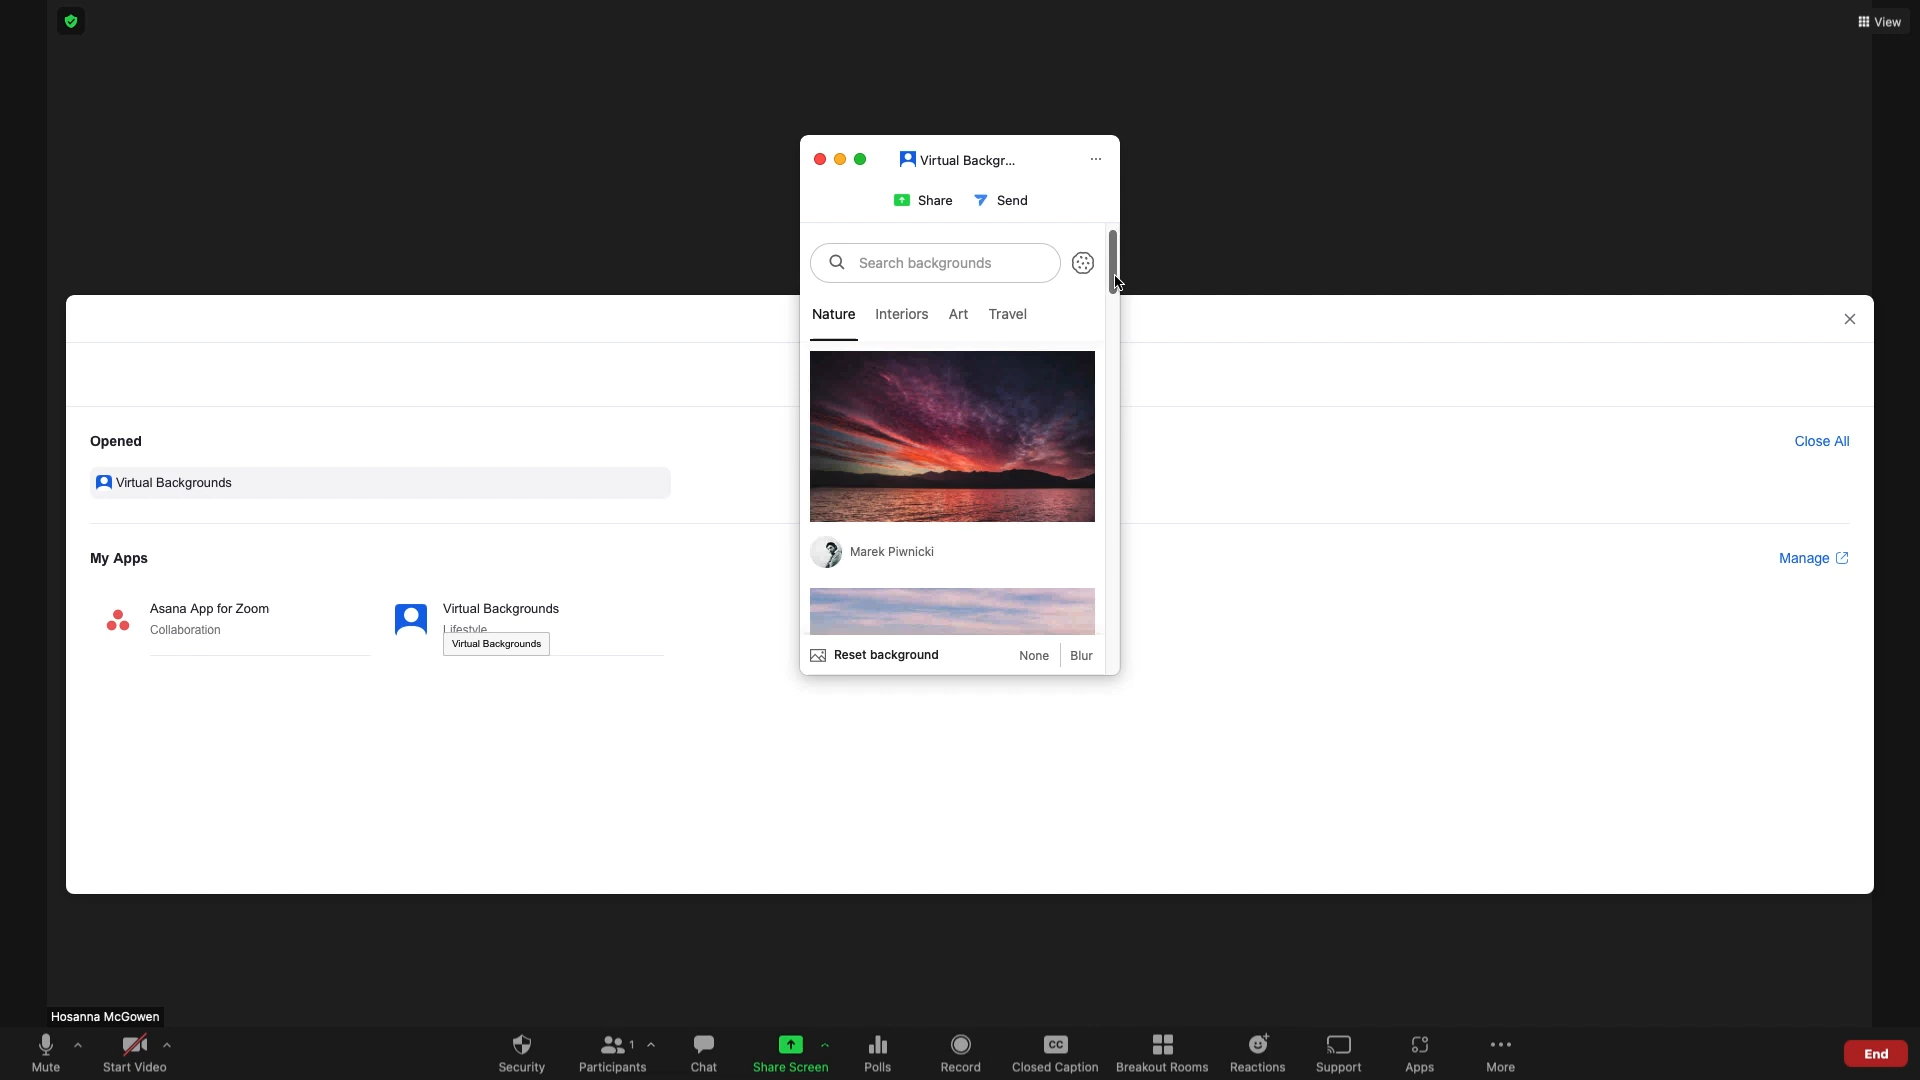 View
Virtual Backgr...
Share
Send
Search backgrounds
Nature
Interiors
Art
Travel
Marek Piwnicki
Reset background
None
Blur
Opened
Close All
Virtual Backgrounds
My Apps
Manage
Asana App for Zoom
Collaboration
Virtual Backgrounds
Lifestyle
Virtual Backgrounds
Hosanna McGowen
Mute
Start Video
Security
1
Participants
Chat
Share Screen
Polls
Record
CC
Closed Caption
Breakout Rooms
Reactions
Support
Apps
More
End